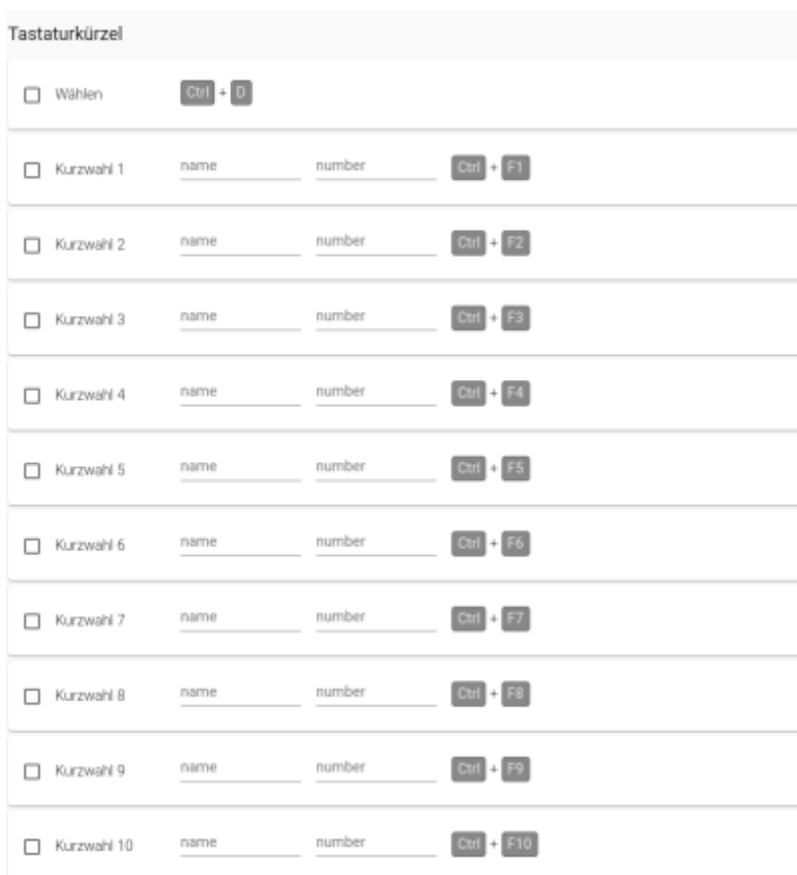 Tastaturkürzel
Wählen Ctrl + D
Kurzwahl 1 name number Ctrl + F1
Kurzwahl 2 name number Ctrl + F2
Kurzwahl 3 name number Ctrl + F3
Kurzwahl 4 name number Ctrl + F4
Kurzwahl 5 name number Ctrl + F5
Kurzwahl 6 name number Ctrl + F6
Kurzwahl 7 name number Ctrl + F7
Kurzwahl 8 name number Ctrl + F8
Kurzwahl 9 name number Ctrl + F9
Kurzwahl 10 name number Ctrl + F10